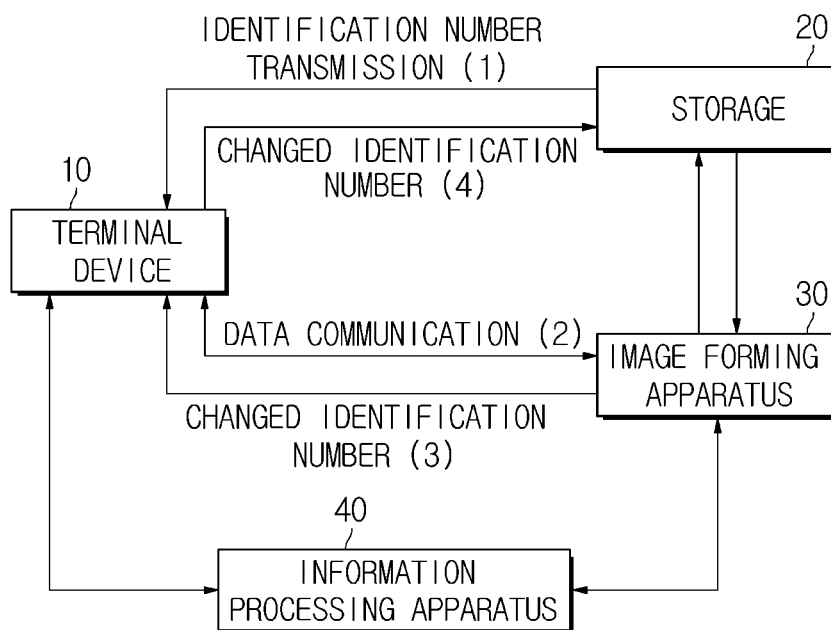 IDENTIFICATION NUMBER
TRANSMISSION (1)
20
STORAGE
CHANGED IDENTIFICATION
NUMBER (4)
10
TERMINAL
DEVICE
30
DATA COMMUNICATION (2)
IMAGE FORMING
APPARATUS
CHANGED IDENTIFICATION
NUMBER (3)
40
INFORMATION
PROCESSING APPARATUS